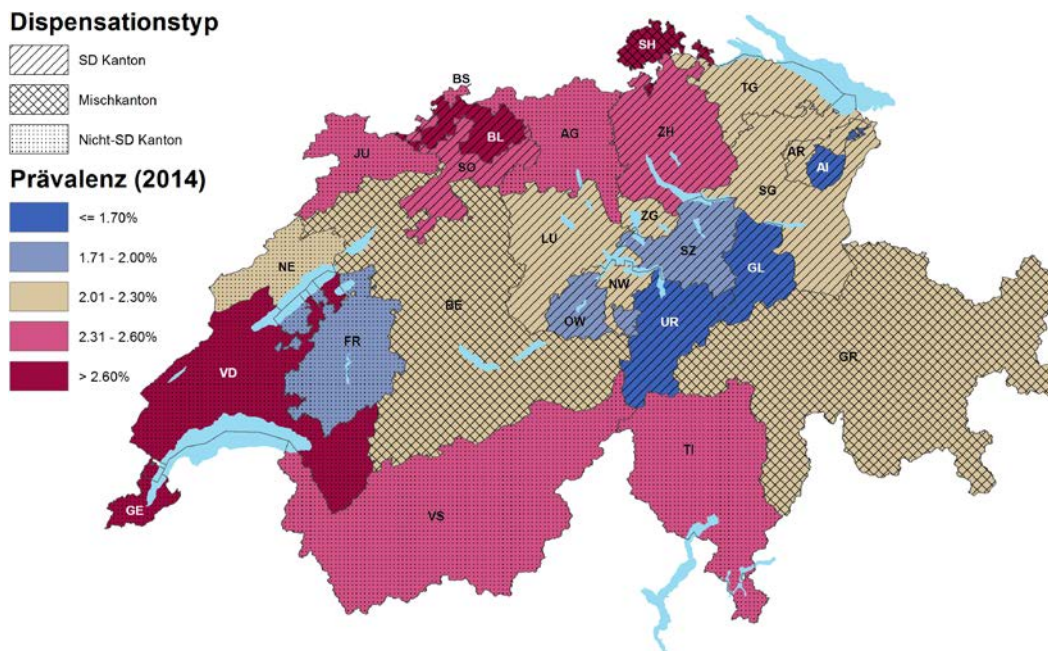 Dispensationstyp
SD Kanton
Mischkanton
Nicht-SD Kanton
Prävalenz (2014)
<= 1.70%
1.71 - 2.00%
2.01 - 2.30%
2.31 - 2.60%
> 2.60%
SH
BS
TG
BL
AG
ZH
JU
SO
AR
AI
SG
ZG
LU
SZ
NE
GL
NW
BE
OW
UR
FR
GR
VD
TI
GE
VS